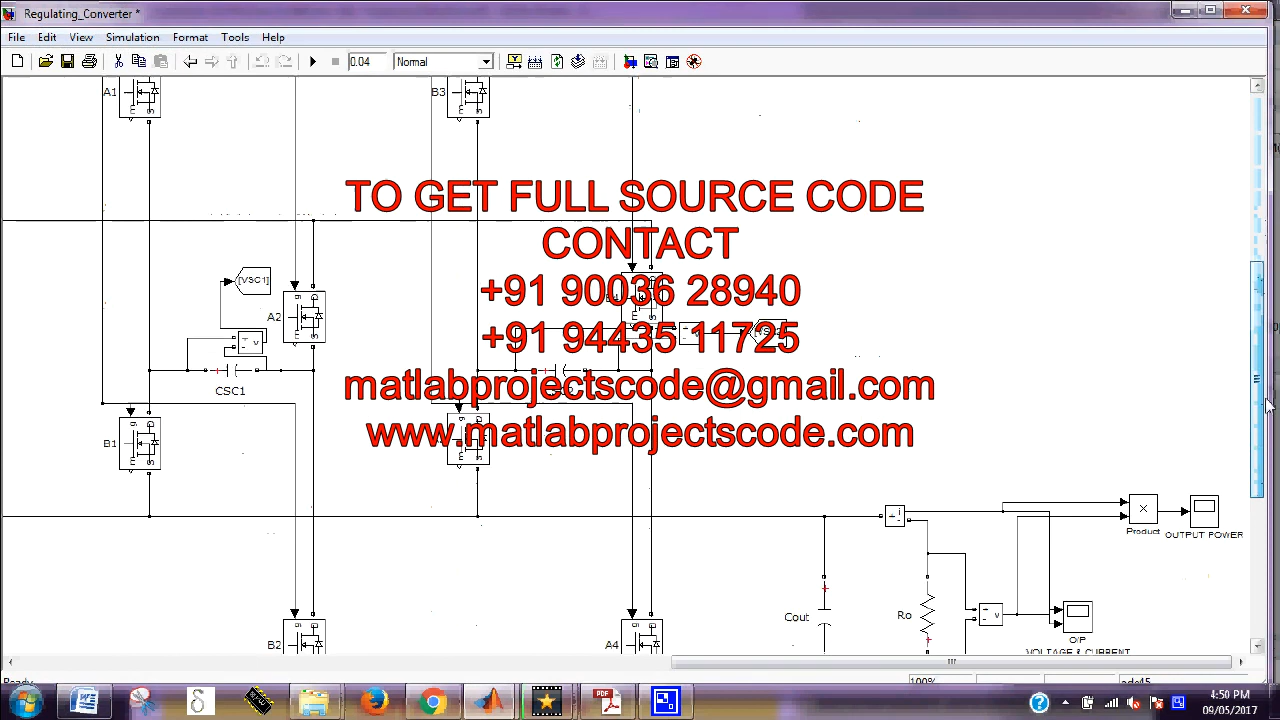 Regulating_Converter *
File Edit View Simulation Format Tools Help
0.04 Normal
A1
B3
TO GET FULL SOURCE CODE
CONTACT
+91 90036 28940
+91 94435 11725
matlabprojectscode@gmail.com
www.matlabprojectscode.com
[VSC1]
A2
CSC1
B1
Product
OUTPUT POWER
Cout
Ro
O/P
VOLTAGE & CURRENT
B2
A4
Ready
100%
ode45
4:50 PM
09/05/2017